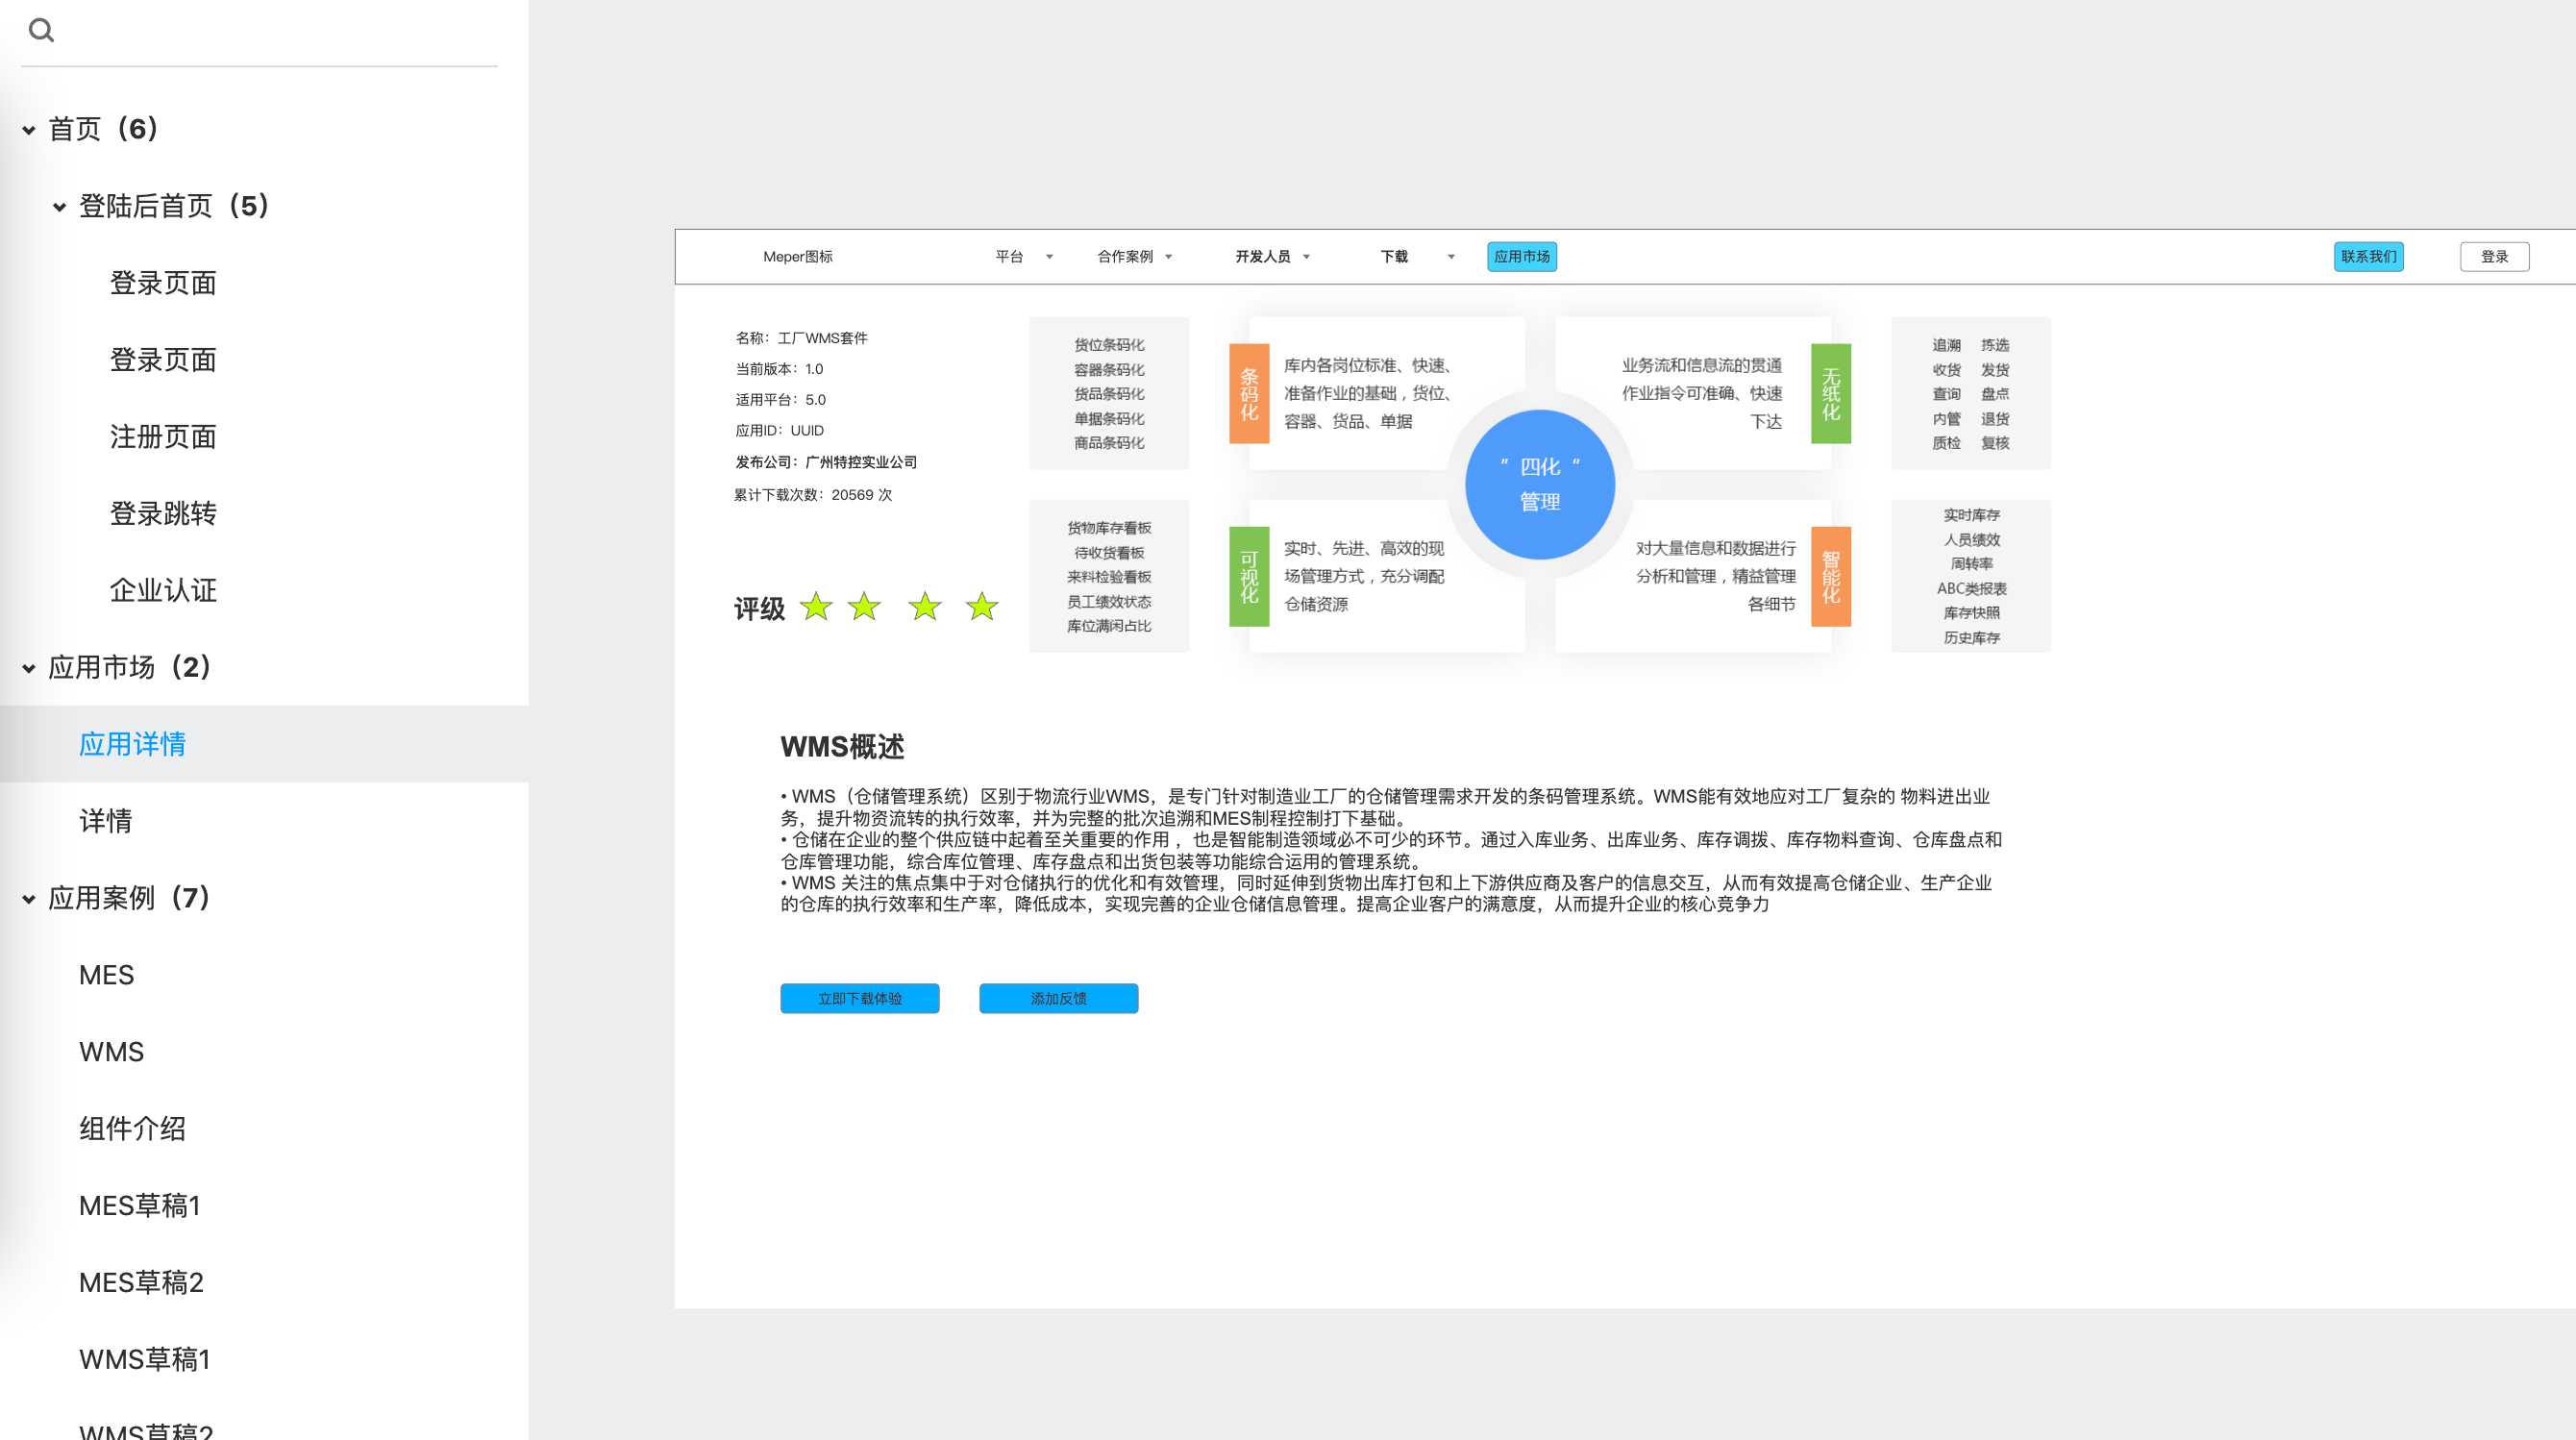 首页（6）
登陆后首页（5）
登录页面
登录页面
注册页面
登录跳转
企业认证
应用市场（2）
应用详情
详情
应用案例（7）
MES
WMS
组件介绍
MES草稿1
MES草稿2
WMS草稿1
WMS草稿2
Meper图标 平台 合作案例 开发人员 下载 应用市场 联系我们 登录
名称：工厂WMS套件
当前版本：1.0
适用平台：5.0
应用ID：UUID
发布公司：广州特控实业公司
累计下载次数：20569 次
评级
货位条码化
容器条码化
货品条码化
单据条码化
商品条码化
条码化
库内各岗位标准、快速、
准备作业的基础，货位、
容器、货品、单据
业务流和信息流的贯通
作业指令可准确、快速
下达
无纸化
追溯 拣选
收货 发货
查询 盘点
内管 退货
质检 复核
”四化“
管理
货物库存看板
待收货看板
来料检验看板
员工绩效状态
库位满闲占比
可视化
实时、先进、高效的现
场管理方式，充分调配
仓储资源
对大量信息和数据进行
分析和管理，精益管理
各细节
智能化
实时库存
人员绩效
周转率
ABC类报表
库存快照
历史库存
WMS概述
• WMS（仓储管理系统）区别于物流行业WMS，是专门针对制造业工厂的仓储管理需求开发的条码管理系统。WMS能有效地应对工厂复杂的 物料进出业
务，提升物资流转的执行效率，并为完整的批次追溯和MES制程控制打下基础。
• 仓储在企业的整个供应链中起着至关重要的作用 ，也是智能制造领域必不可少的环节。通过入库业务、出库业务、库存调拨、库存物料查询、仓库盘点和
仓库管理功能，综合库位管理、库存盘点和出货包装等功能综合运用的管理系统。
• WMS 关注的焦点集中于对仓储执行的优化和有效管理，同时延伸到货物出库打包和上下游供应商及客户的信息交互，从而有效提高仓储企业、生产企业
的仓库的执行效率和生产率，降低成本，实现完善的企业仓储信息管理。提高企业客户的满意度，从而提升企业的核心竞争力
立即下载体验 添加反馈